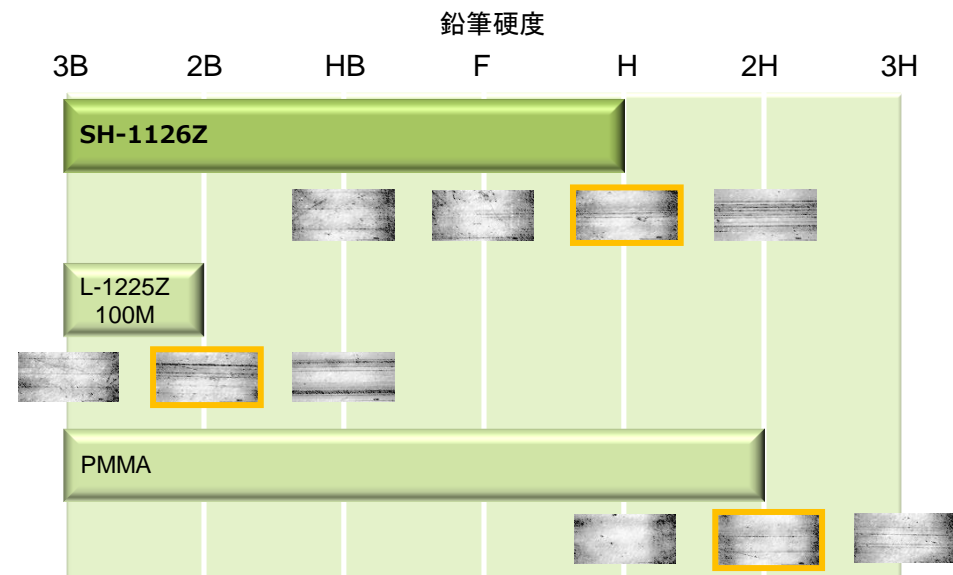 鉛筆硬度
3B 2B HB F H 2H 3H
SH-1126Z
L-1225Z
100M
PMMA